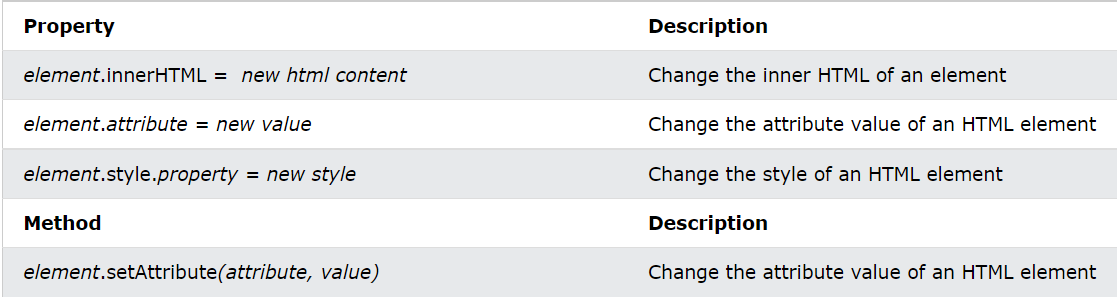 Property Description
element.innerHTML =  new html content Change the inner HTML of an element
element.attribute = new value Change the attribute value of an HTML element
element.style.property = new style Change the style of an HTML element
Method Description
element.setAttribute(attribute, value) Change the attribute value of an HTML element